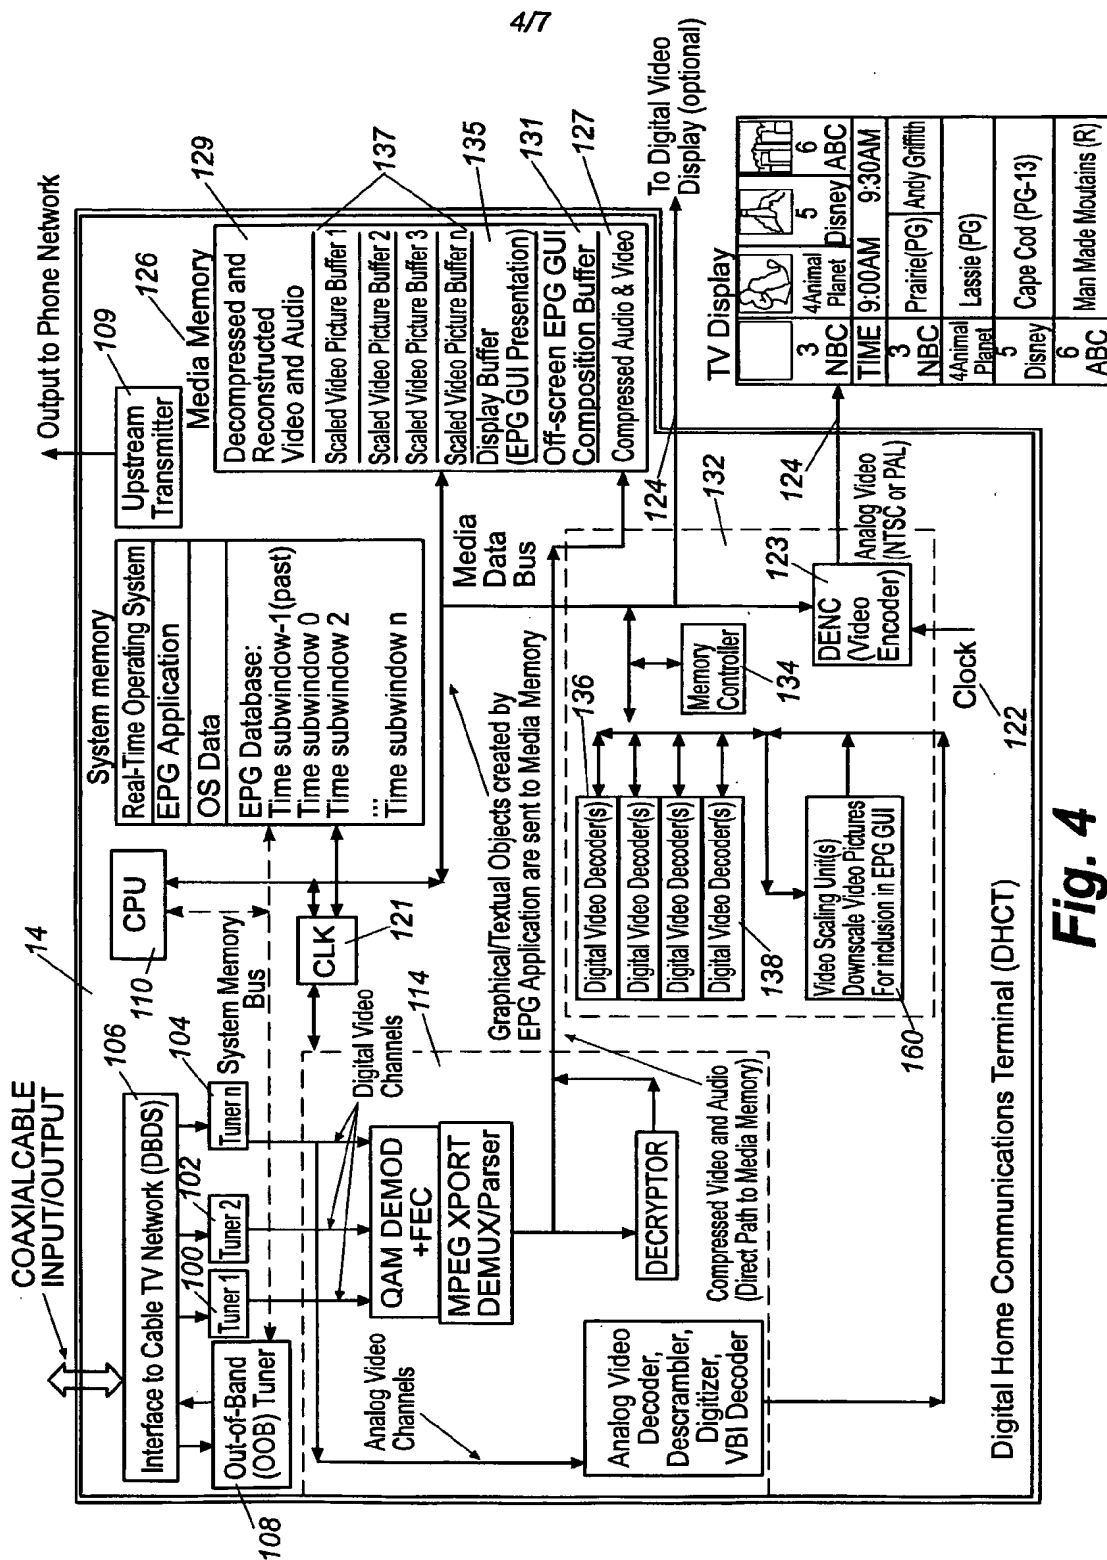 4/7
COAXIALCABLE
INPUT/OUTPUT
14
Output to Phone Network
106
Interface to Cable TV Network (DBDS)
110
CPU
System memory
Real-Time Operating System
EPG Application
OS Data
EPG Database:
Time subwindow-1(past)
Time subwindow 0
Time subwindow 2
...
Time subwindow n
109
Upstream
Transmitter
126
Media Memory
129
Decompressed and
Reconstructed
Video and Audio
Scaled Video Picture Buffer 1
Scaled Video Picture Buffer 2
Scaled Video Picture Buffer 3
Scaled Video Picture Buffer n
137
Display Buffer
(EPG GUI Presentation)
135
Off-screen EPG GUI
Composition Buffer
131
Compressed Audio & Video
127
108
Out-of-Band
(OOB) Tuner
100
Tuner 1
102
Tuner 2
104
Tuner n
System Memory
Bus
CLK
121
Media
Data
Bus
Analog Video
Channels
Digital Video
Channels
114
QAM DEMOD
+FEC
MPEG XPORT
DEMUX/Parser
Graphical/Textual Objects created by
EPG Application are sent to Media Memory
DECRYPTOR
Compressed Video and Audio
(Direct Path to Media Memory)
Analog Video
Decoder,
Descrambler,
Digitizer,
VBI Decoder
136
Digital Video Decoder(s)
Digital Video Decoder(s)
Digital Video Decoder(s)
Digital Video Decoder(s)
138
Memory
Controller
134
132
Video Scaling Unit(s)
Downscale Video Pictures
For inclusion in EPG GUI
160
123
DENC
(Video
Encoder)
Clock
122
Analog Video
(NTSC or PAL)
124
124
To Digital Video
Display (optional)
TV Display
3
NBC
4Animal
Planet
5
Disney
6
ABC
TIME
9:00AM
9:30AM
3
NBC
Prairie(PG)
Andy Griffith
4Animal
Planet
Lassie (PG)
5
Disney
Cape Cod (PG-13)
6
ABC
Man Made Moutains (R)
Digital Home Communications Terminal (DHCT)
Fig. 4